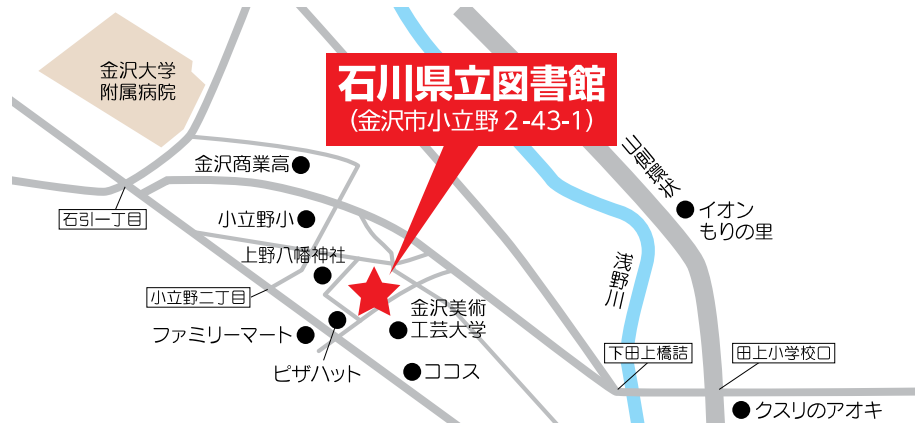 金沢大学
附属病院
石川県立図書館
(金沢市小立野2-43-1)
金沢商業高
山側環状
石引一丁目
小立野小
イオン
もりの里
上野八幡神社
浅野川
小立野二丁目
金沢美術
工芸大学
ファミリーマート
ピザハット
ココス
下田上橋詰
田上小学校口
クスリのアオキ